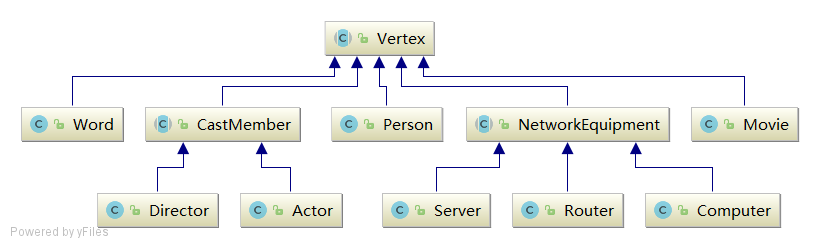 C Vertex
C Word
C CastMember
C Person
C NetworkEquipment
C Movie
C Director
C Actor
C Server
C Router
C Computer
Powered by yFiles